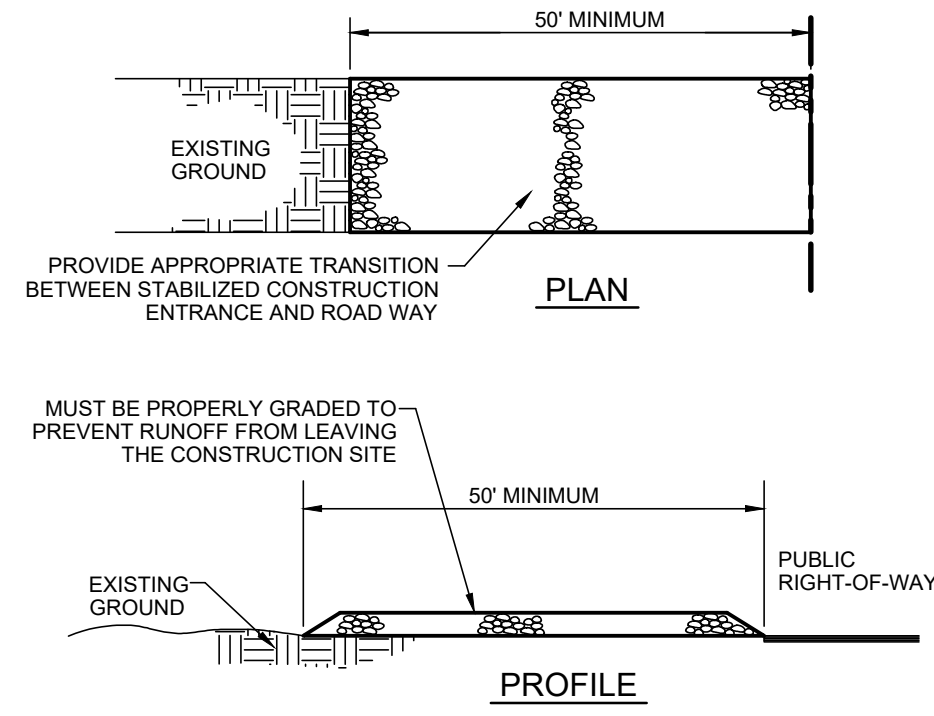 50' MINIMUM
EXISTING
GROUND
PROVIDE APPROPRIATE TRANSITION
BETWEEN STABILIZED CONSTRUCTION
ENTRANCE AND ROAD WAY
PLAN
MUST BE PROPERLY GRADED TO
PREVENT RUNOFF FROM LEAVING
THE CONSTRUCTION SITE
50' MINIMUM
PUBLIC
RIGHT-OF-WAY
EXISTING
GROUND
PROFILE